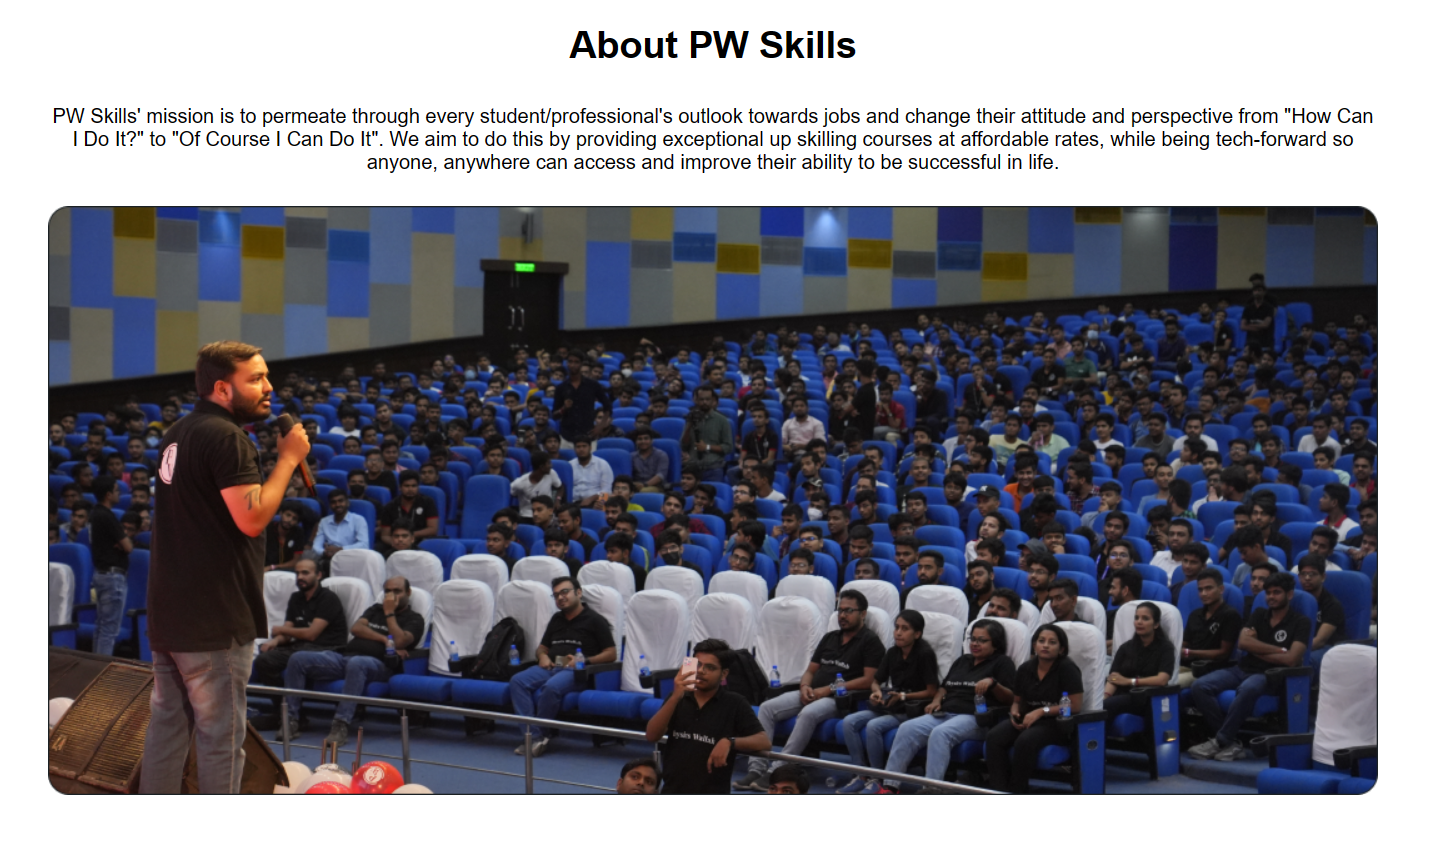 About PW Skills
PW Skills' mission is to permeate through every student/professional's outlook towards jobs and change their attitude and perspective from "How Can
I Do It?" to "Of Course I Can Do It". We aim to do this by providing exceptional up skilling courses at affordable rates, while being tech-forward so
anyone, anywhere can access and improve their ability to be successful in life.
Physics Wallah